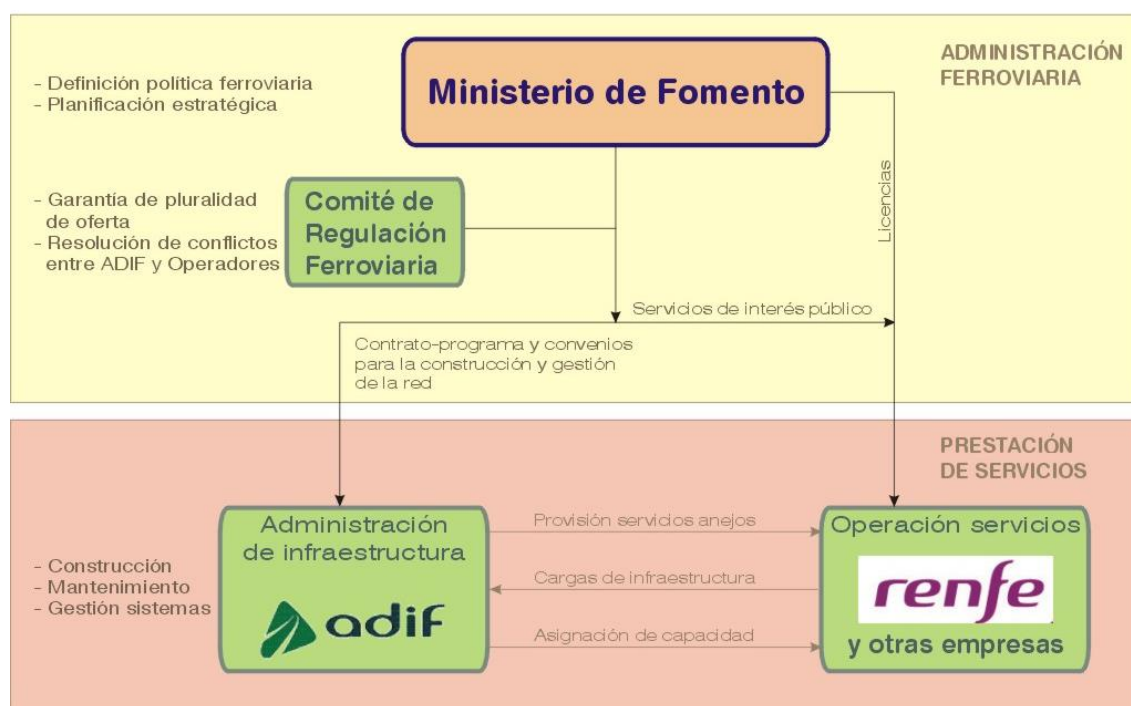 ADMINISTRACIÓN
FERROVIARIA
- Definición política ferroviaria
- Planificación estratégica
Ministerio de Fomento
Licencias
- Garantía de pluralidad
de oferta
- Resolución de conflictos
entre ADIF y Operadores
Comité de
Regulación
Ferroviaria
Servicios de interés público
Contrato-programa y convenios
para la construcción y gestión
de la red
PRESTACIÓN
DE SERVICIOS
- Construcción
- Mantenimiento
- Gestión sistemas
Administración
de infraestructura
adif
Provisión servicios anejos
Cargas de infraestructura
Asignación de capacidad
Operación servicios
renfe
y otras empresas